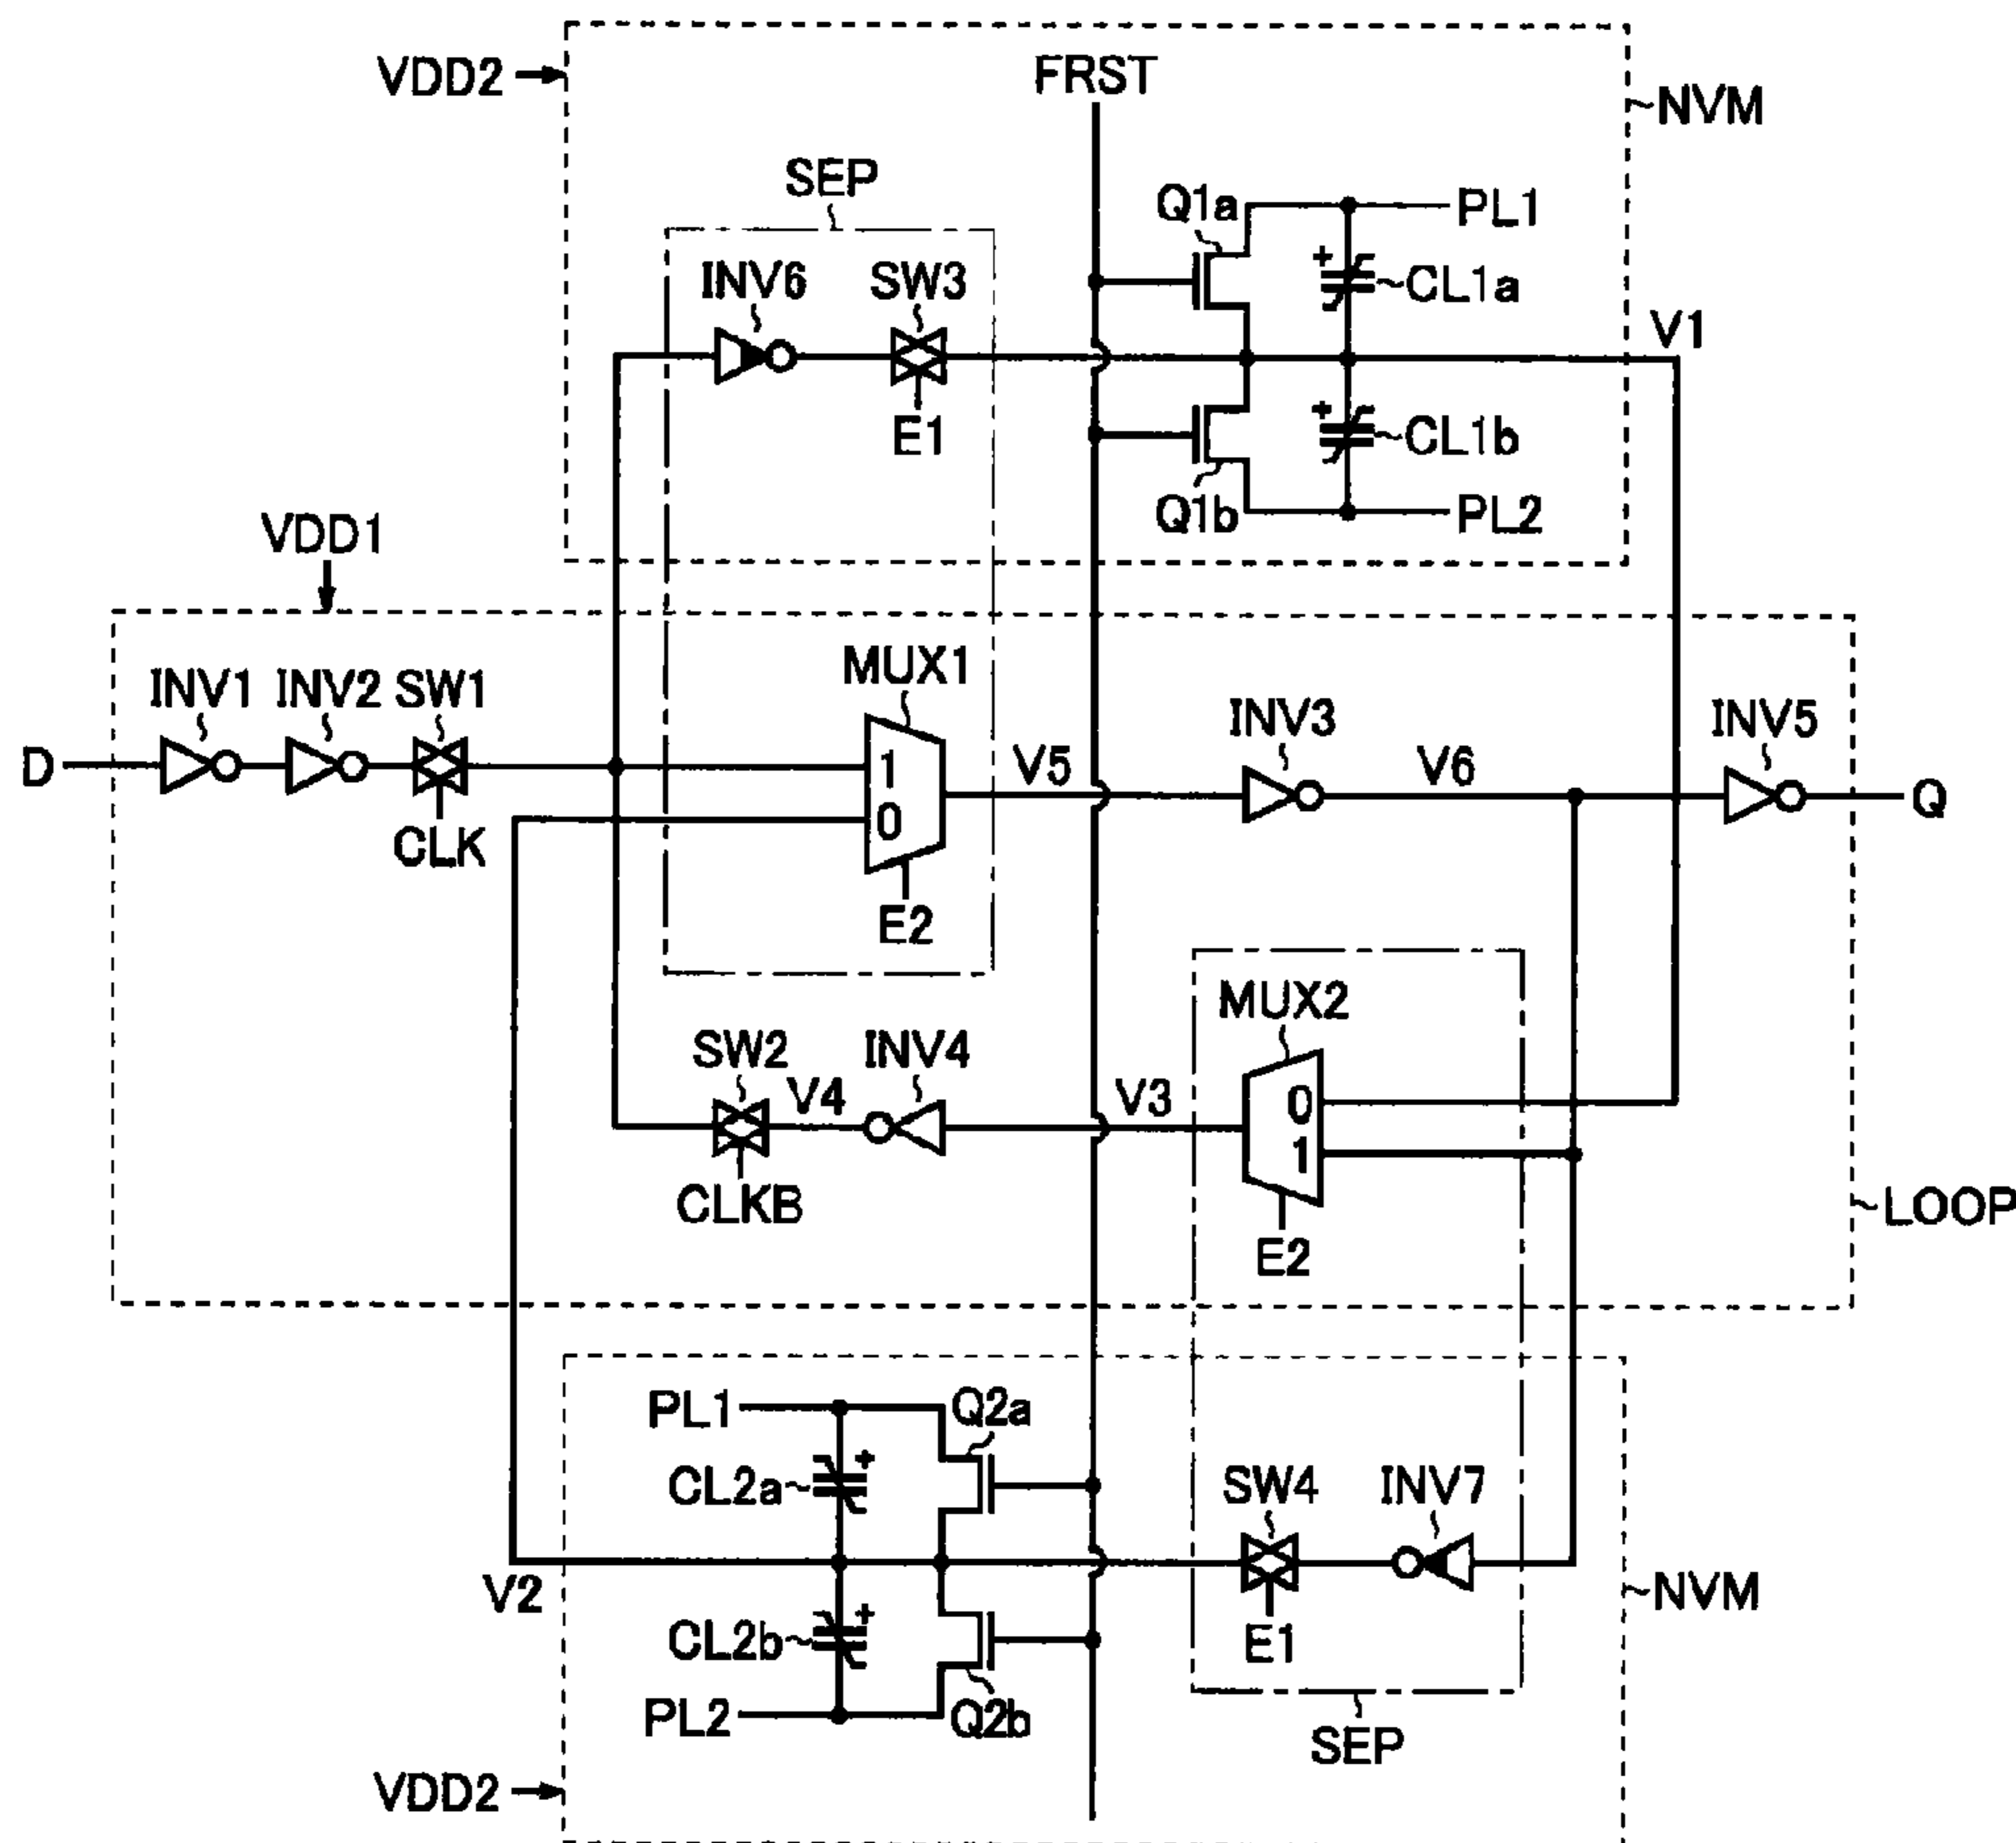 VDD2
FRST
NVM
SEP
Q1a
PL1
INV6
SW3
+
CL1a
V1
E1
+
CL1b
Q1b
PL2
VDD1
MUX1
INV1
INV2
SW1
INV3
INV5
D
1
V5
V6
Q
0
CLK
E2
MUX2
SW2
INV4
V4
V3
0
1
CLKB
LOOP
E2
PL1
Q2a
+
CL2a
SW4
INV7
V2
NVM
+
CL2b
E1
PL2
Q2b
SEP
VDD2